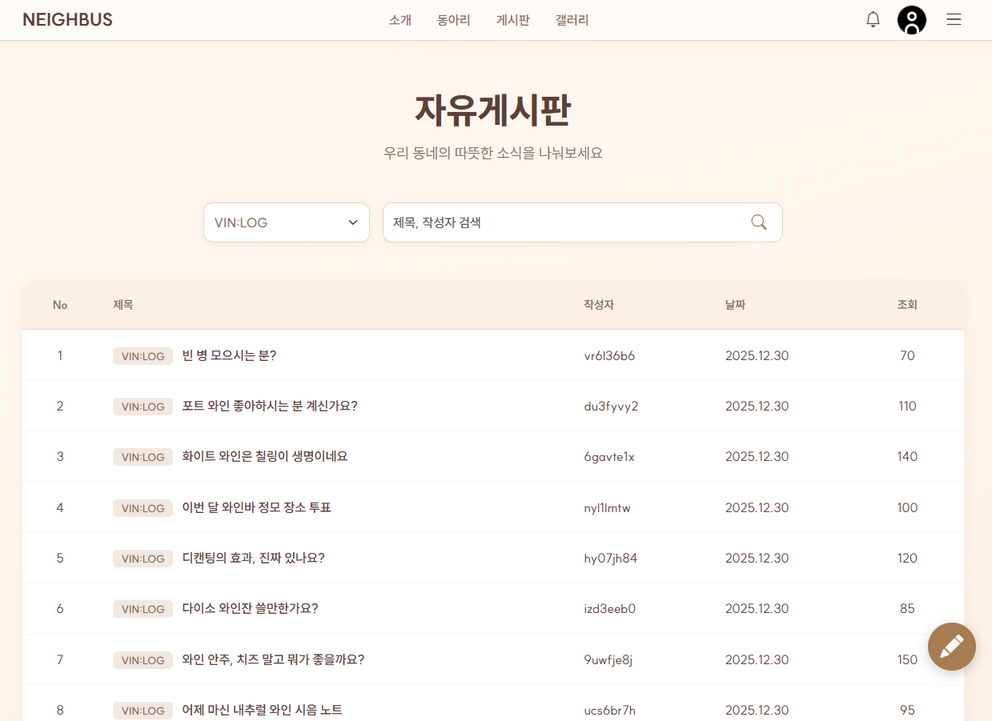 NEIGHBUS 소개 동아리 게시판 갤러리
자유게시판
우리 동네의 따뜻한 소식을 나눠보세요
VIN:LOG 제목, 작성자 검색
No 제목 작성자 날짜 조회
1 VIN:LOG 빈 병 모으시는 분? vr6l36b6 2025.12.30 70
2 VIN:LOG 포트 와인 좋아하시는 분 계신가요? du3fyvy2 2025.12.30 110
3 VIN:LOG 화이트 와인은 칠링이 생명이네요 6gavte1x 2025.12.30 140
4 VIN:LOG 이번 달 와인바 정모 장소 투표 nyl1lmtw 2025.12.30 100
5 VIN:LOG 디캔팅의 효과, 진짜 있나요? hy07jh84 2025.12.30 120
6 VIN:LOG 다이소 와인잔 쓸만한가요? izd3eeb0 2025.12.30 85
7 VIN:LOG 와인 안주, 치즈 말고 뭐가 좋을까요? 9uwfje8j 2025.12.30 150
8 VIN:LOG 어제 마신 내추럴 와인 시음 노트 ucs6br7h 2025.12.30 95